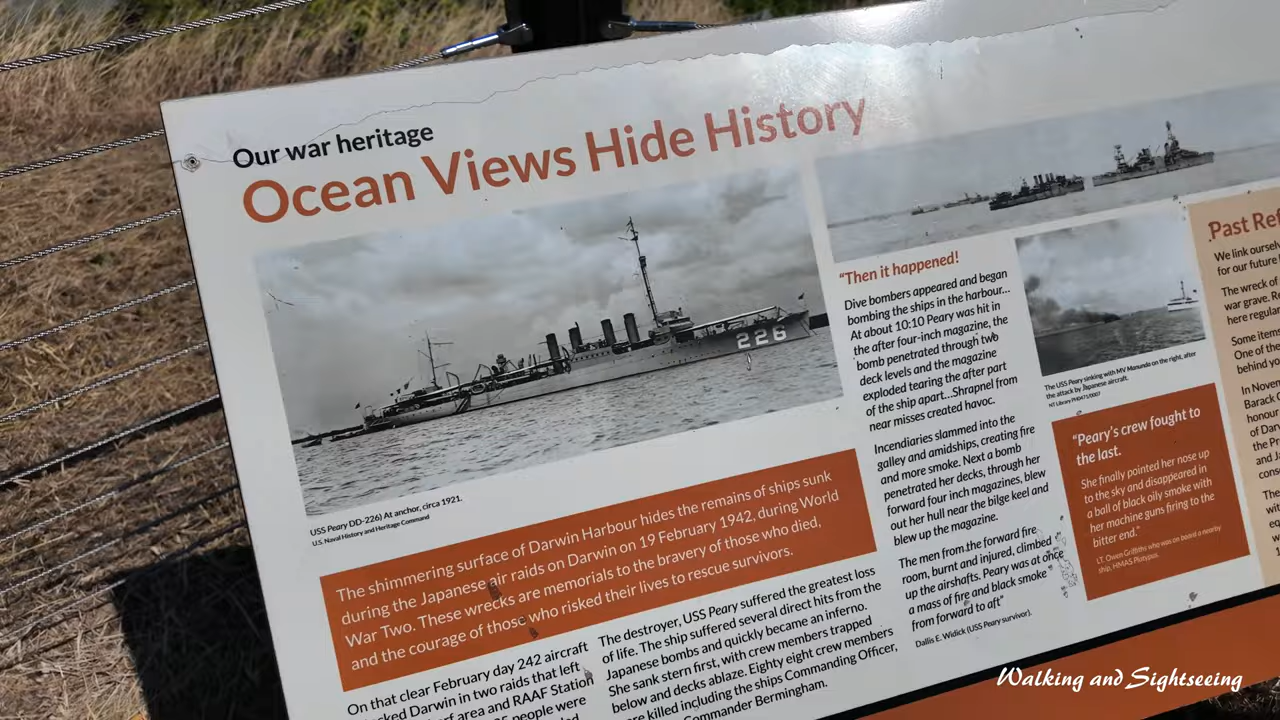 Our war heritage
Ocean Views Hide History
226
USS Peary DD-226) At anchor, circa 1921.
U.S. Naval History and Heritage Command
The shimmering surface of Darwin Harbour hides the remains of ships sunk
during the Japanese air raids on Darwin on 19 February 1942, during World
War Two. These wrecks are memorials to the bravery of those who died,
and the courage of those who risked their lives to rescue survivors.
On that clear February day 242 aircraft
Darwin in two raids that left
area and RAAF Station
people were
The destroyer, USS Peary suffered the greatest loss
of life. The ship suffered several direct hits from the
Japanese bombs and quickly became an inferno.
She sank stern first, with crew members trapped
below and decks ablaze. Eighty eight crew members
killed including the ships Commanding Officer,
Commander Bermingham.
"Then it happened!
Dive bombers appeared and began
bombing the ships in the harbour...
At about 10:10 Peary was hit in
the after four-inch magazine, the
bomb penetrated through two
deck levels and the magazine
exploded tearing the after part
of the ship apart...Shrapnel from
near misses created havoc.
Incendiaries slammed into the
galley and amidships, creating fire
and more smoke. Next a bomb
penetrated her decks, through her
forward four inch magazines, blew
out her hull near the bilge keel and
blew up the magazine.
The men from the forward fire
room, burnt and injured, climbed
up the airshafts. Peary was at once
a mass of fire and black smoke
from forward to aft"
Dallis E. Widick (USS Peary survivor).
The USS Peary sinking with MV Manunda on the right, after
the attack by Japanese aircraft.
NT Library PH0471/0007
"Peary's crew fought to
the last.
She finally pointed her nose up
to the sky and disappeared in
a ball of black oily smoke with
her machine guns firing to the
bitter end."
LT. Owen Griffiths who was on board a nearby
ship, HMAS Platypus.
Past
We link
for our future
The wreck of
war grave.
here regular
Some
One of the
behind
In
Barack
honour
of
the
and
Walking and Sightseeing